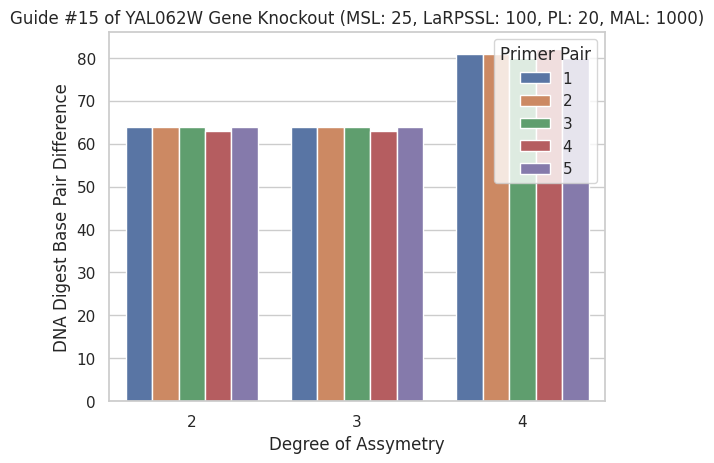 Guide #15 of YAL062W Gene Knockout (MSL: 25, LaRPSSL: 100, PL: 20, MAL: 1000)
DNA Digest Base Pair Difference
80
70
60
50
40
30
20
10
0
Primer Pair
1
2
3
4
5
2 3 4
Degree of Assymetry